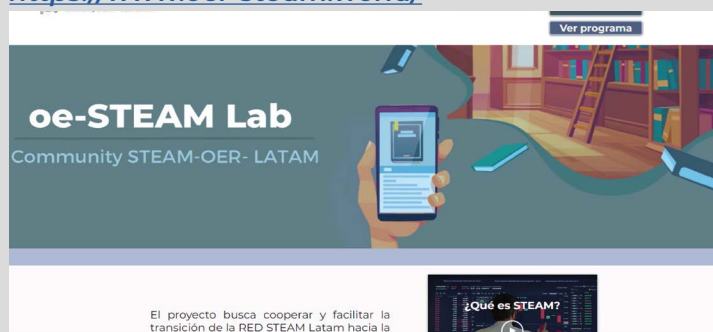 Ver programa
oe-STEAM Lab
Community STEAM-OER- LATAM
¿Qué es STEAM?
El proyecto busca cooperar y facilitar la
transición de la RED STEAM Latam hacia la